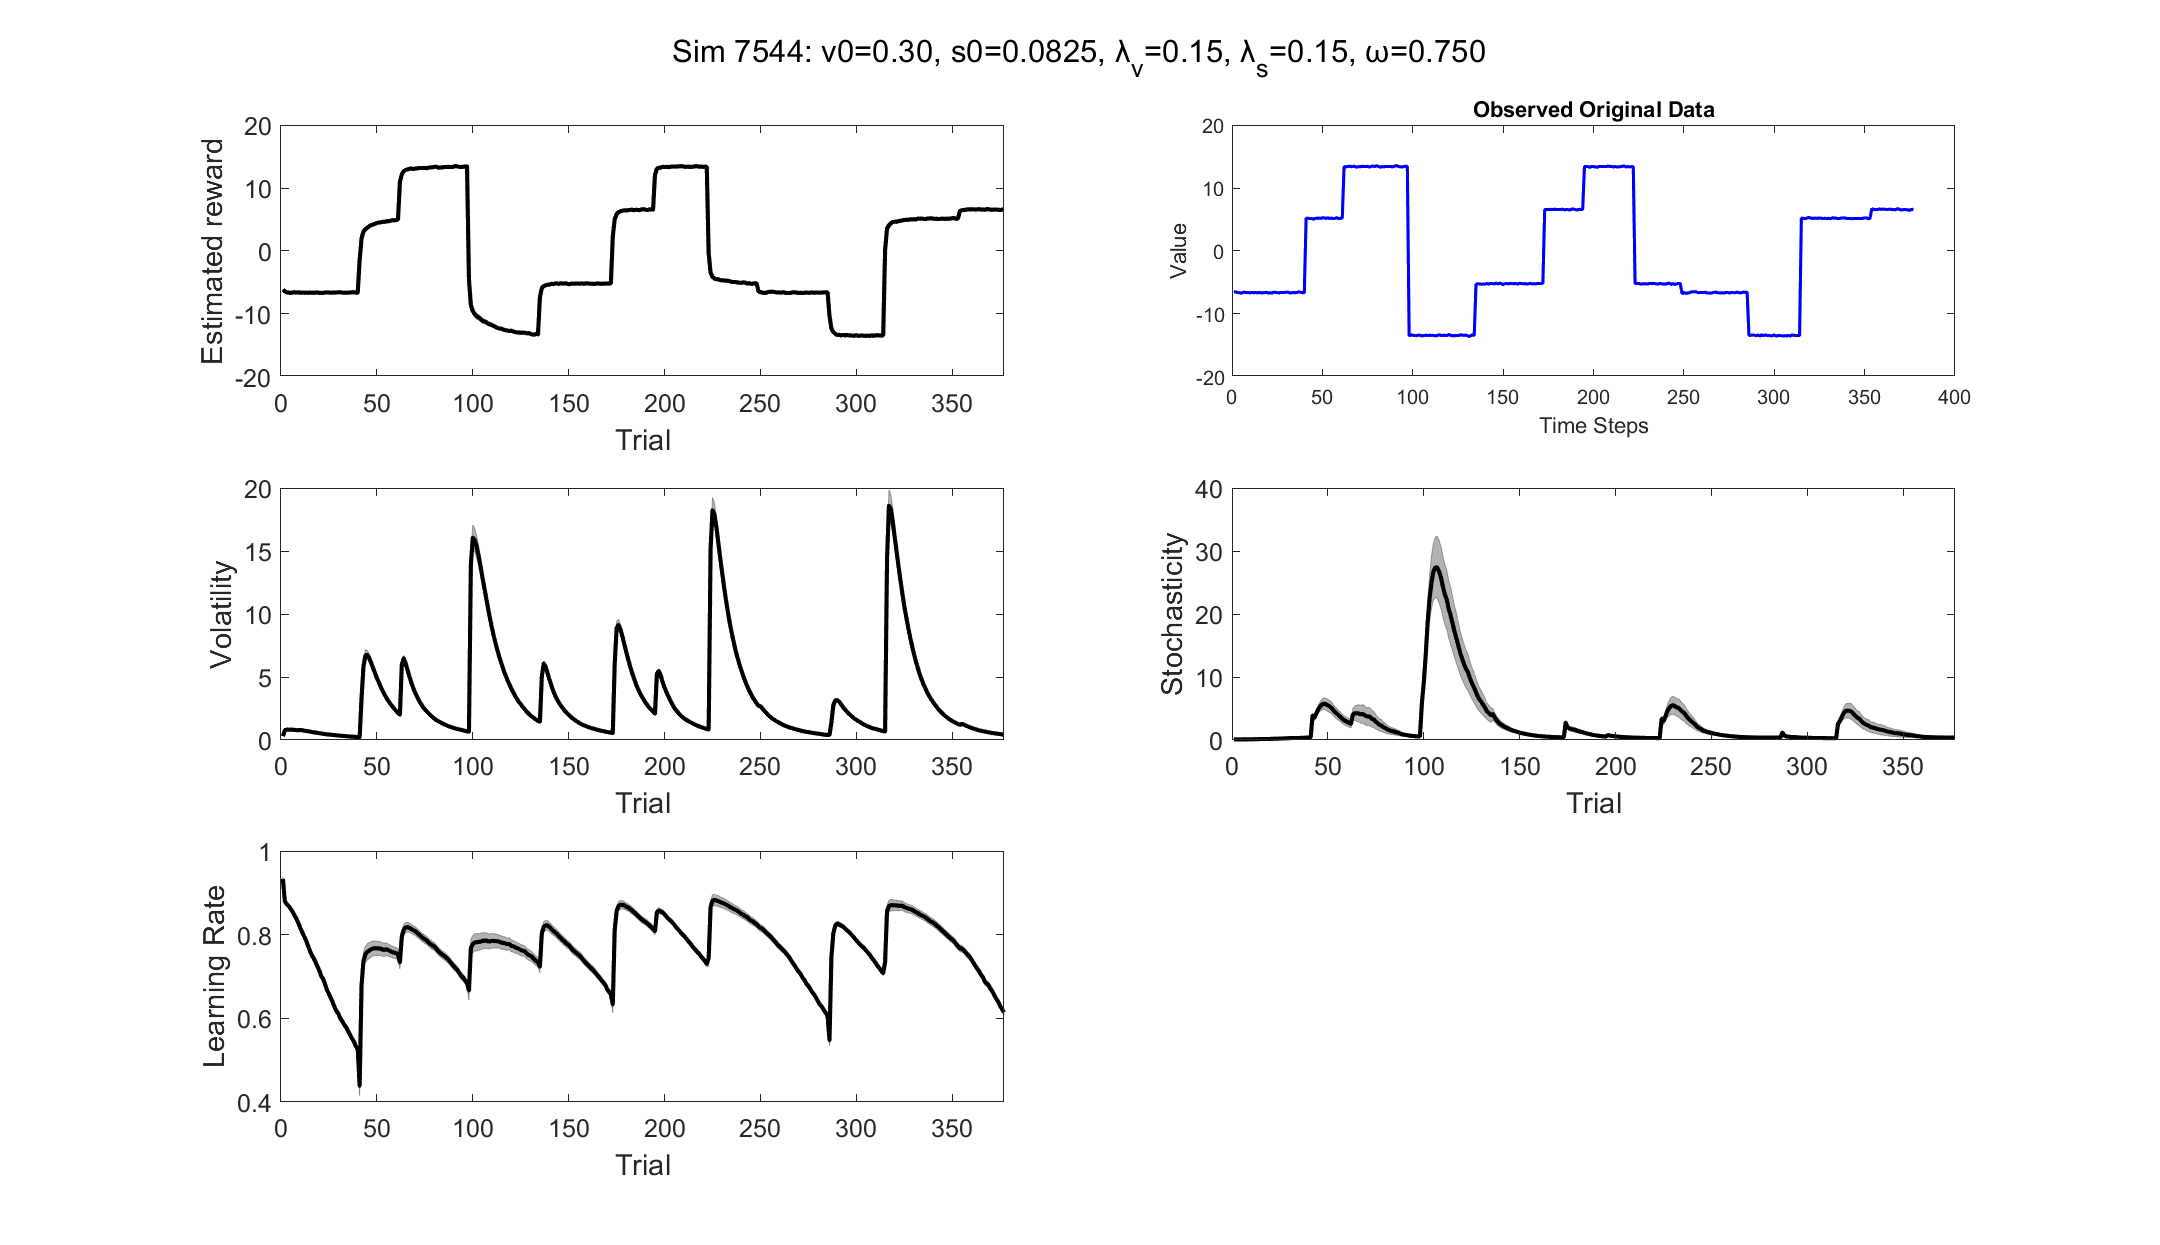 Sim 7544: v0=0.30, s0=0.0825, λ_v=0.15, λ_s=0.15, ω=0.750
20
10
0
-10
-20
Estimated reward
0 50 100 150 200 250 300 350
Trial
Observed Original Data
20
10
0
-10
-20
Value
0 50 100 150 200 250 300 350 400
Time Steps
20
15
10
5
0
Volatility
0 50 100 150 200 250 300 350
Trial
40
30
20
10
0
Stochasticity
0 50 100 150 200 250 300 350
Trial
1
0.8
0.6
0.4
Learning Rate
0 50 100 150 200 250 300 350
Trial